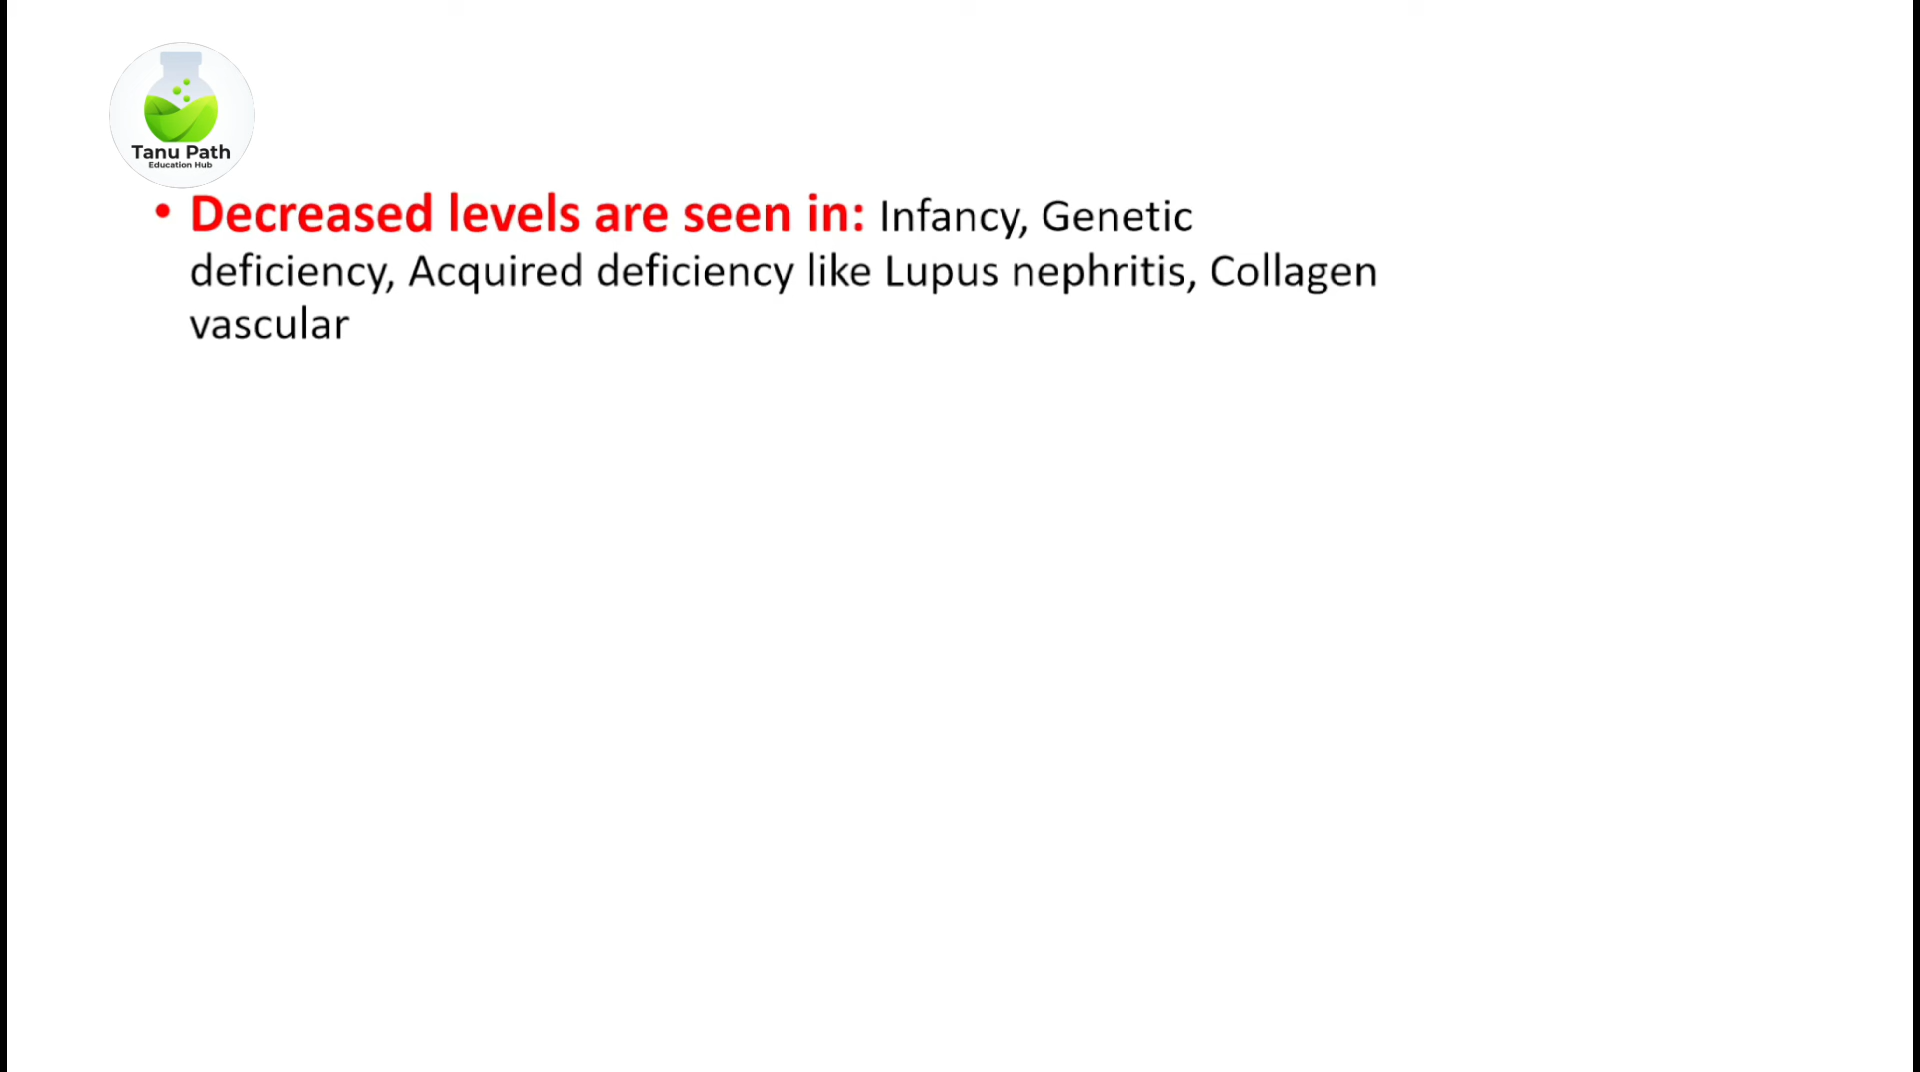 Tanu Path
Education Hub
• Decreased levels are seen in: Infancy, Genetic
deficiency, Acquired deficiency like Lupus nephritis, Collagen
vascular